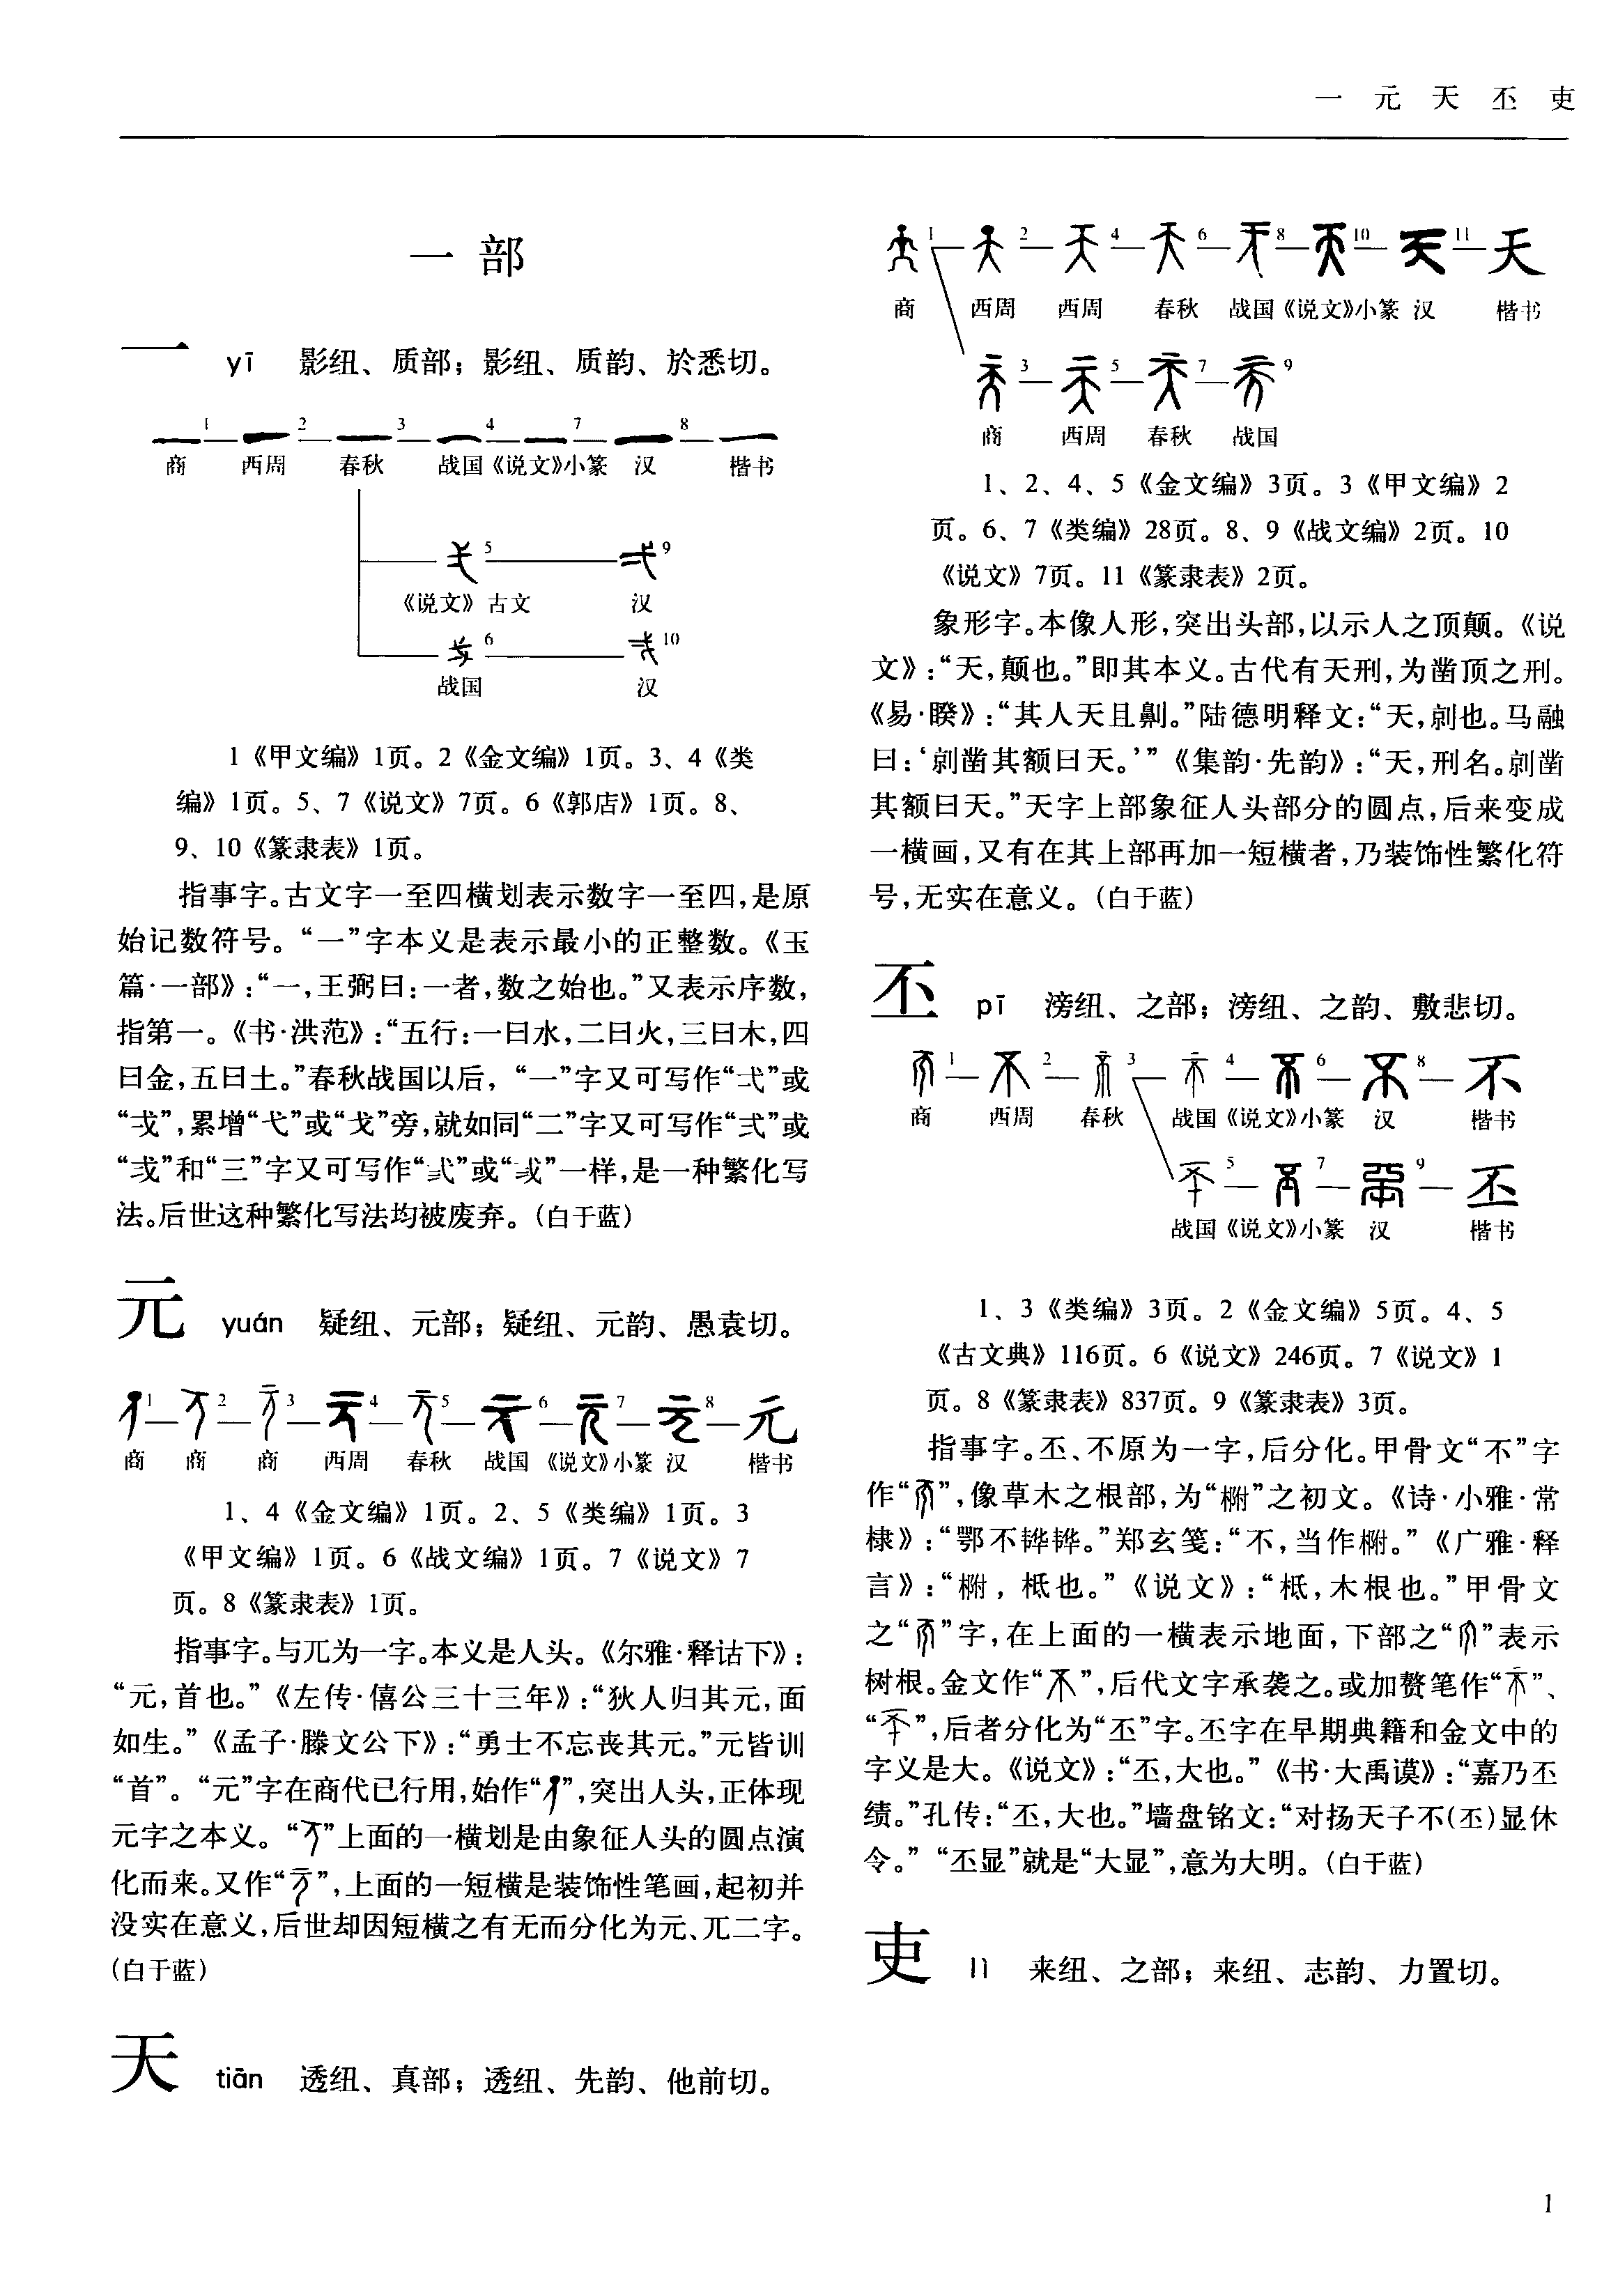 一 元 天 丕 吏
一 部
一 yī 影纽、质部；影纽、质韵、於悉切。
1 2 3 4 7 8
商 西周 春秋 战国《说文》小篆 汉 楷书
5 9
《说文》古文 汉
6 10
战国 汉
1《甲文编》1页。2《金文编》1页。3、4《类
编》1页。5、7《说文》7页。6《郭店》1页。8、
9、10《篆隶表》1页。
指事字。古文字一至四横划表示数字一至四，是原
始记数符号。“一”字本义是表示最小的正整数。《玉
篇·一部》：“一，王弼曰：一者，数之始也。”又表示序数，
指第一。《书·洪范》：“五行：一曰水，二曰火，三曰木，四
曰金，五曰土。”春秋战国以后，“一”字又可写作“弌”或
“戈”，累增“弋”或“戈”旁，就如同“二”字又可写作“弍”或
“戋”和“三”字又可写作“弎”或“”一样，是一种繁化写
法。后世这种繁化写法均被废弃。（白于蓝）
元 yuán 疑纽、元部；疑纽、元韵、愚袁切。
1 2 3 4 5 6 7 8 元
商 商 商 西周 春秋 战国 《说文》小篆 汉 楷书
1、4《金文编》1页。2、5《类编》1页。3
《甲文编》1页。6《战文编》1页。7《说文》7
页。8《篆隶表》1页。
指事字。与兀为一字。本义是人头。《尔雅·释诂下》：
“元，首也。”《左传·僖公三十三年》：“狄人归其元，面
如生。”《孟子·滕文公下》：“勇士不忘丧其元。”元皆训
“首”。“元”字在商代已行用，始作“”，突出人头，正体现
元字之本义。“”上面的一横划是由象征人头的圆点演
化而来。又作“”，上面的一短横是装饰性笔画，起初并
没实在意义，后世却因短横之有无而分化为元、兀二字。
（白于蓝）
天 tiān 透纽、真部；透纽、先韵、他前切。
1 2 4 6 8 10 11 天
商 西周 西周 春秋 战国《说文》小篆 汉 楷书
3 5 7 9
商 西周 春秋 战国
1、2、4、5《金文编》3页。3《甲文编》2
页。6、7《类编》28页。8、9《战文编》2页。10
《说文》7页。11《篆隶表》2页。
象形字。本像人形，突出头部，以示人之顶颠。《说
文》：“天，颠也。”即其本义。古代有天刑，为凿顶之刑。
《易·睽》：“其人天且劓。”陆德明释文：“天，剠也。马融
曰：‘剠凿其额曰天。’”《集韵·先韵》：“天，刑名。剠凿
其额曰天。”天字上部象征人头部分的圆点，后来变成
一横画，又有在其上部再加一短横者，乃装饰性繁化符
号，无实在意义。（白于蓝）
丕 pī 滂纽、之部；滂纽、之韵、敷悲切。
1 2 3 4 6 8 不
商 西周 春秋 战国《说文》小篆 汉 楷书
5 7 9 丕
战国《说文》小篆 汉 楷书
1、3《类编》3页。2《金文编》5页。4、5
《古文典》116页。6《说文》246页。7《说文》1
页。8《篆隶表》837页。9《篆隶表》3页。
指事字。丕、不原为一字，后分化。甲骨文“不”字
作“”，像草木之根部，为“柎”之初文。《诗·小雅·常
棣》：“鄂不铧铧。”郑玄笺：“不，当作柎。”《广雅·释
言》：“柎，柢也。”《说文》：“柢，木根也。”甲骨文
之“”字，在上面的一横表示地面，下部之“”表示
树根。金文作“”，后代文字承袭之。或加赘笔作“”、
“”，后者分化为“丕”字。丕字在早期典籍和金文中的
字义是大。《说文》：“丕，大也。”《书·大禹谟》：“嘉乃丕
绩。”孔传：“丕，大也。”墙盘铭文：“对扬天子不(丕)显休
令。”“丕显”就是“大显”，意为大明。（白于蓝）
吏 lì 来纽、之部；来纽、志韵、力置切。
1